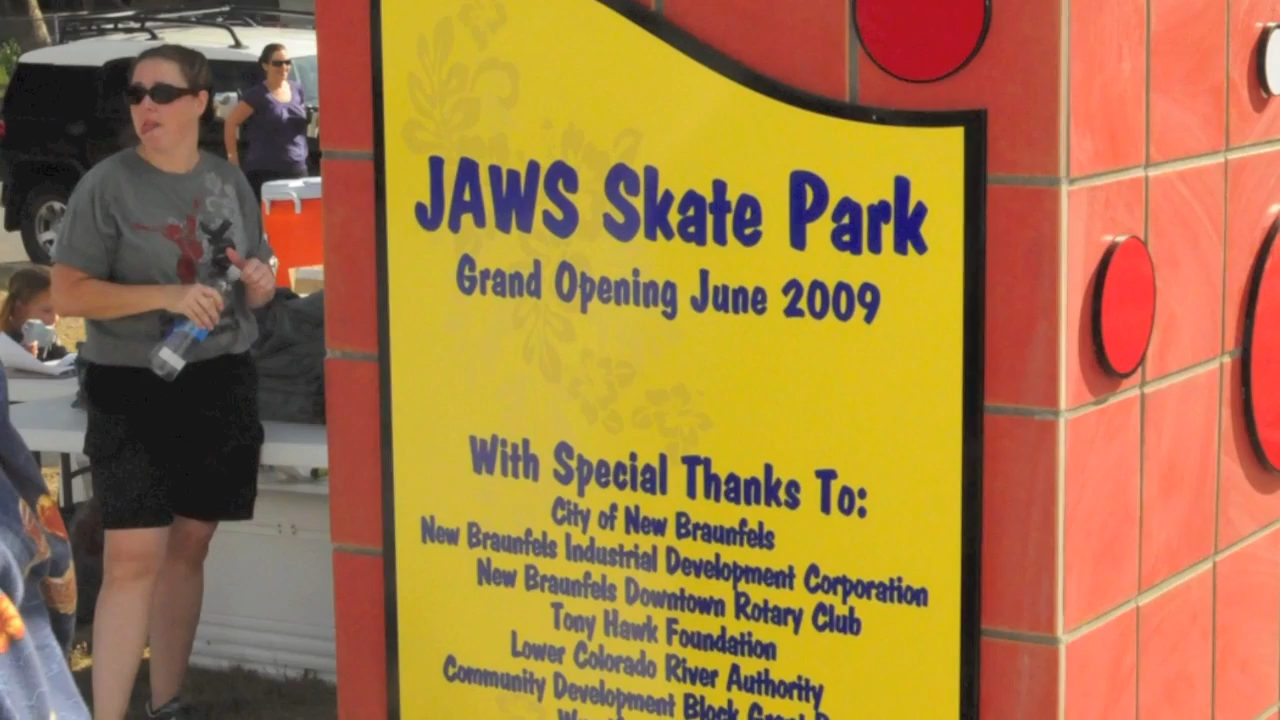 JAWS Skate Park
Grand Opening June 2009
With Special Thanks To:
City of New Braunfels
New Braunfels Industrial Development Corporation
New Braunfels Downtown Rotary Club
Tony Hawk Foundation
Lower Colorado River Authority
Community Development Block Grant